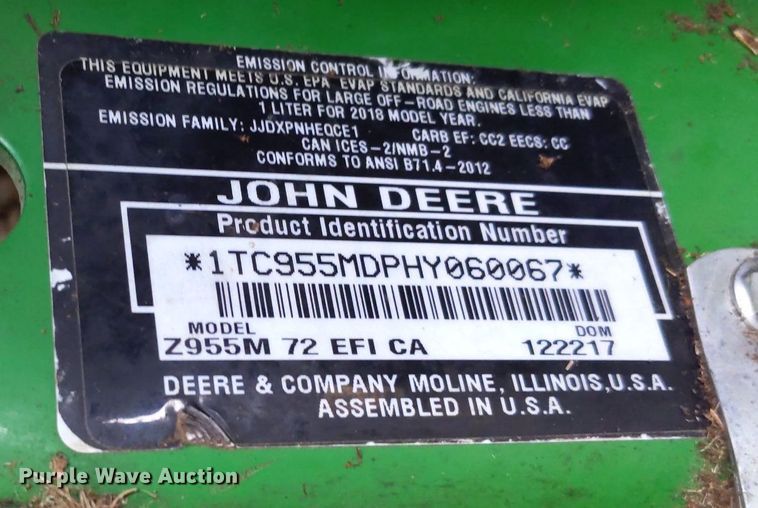 EMISSION CONTROL INFORMATION:
THIS EQUIPMENT MEETS U.S. EPA EVAP STANDARDS AND CALIFORNIA EVAP
EMISSION REGULATIONS FOR LARGE OFF-ROAD ENGINES LESS THAN
1 LITER FOR 2018 MODEL YEAR.
EMISSION FAMILY: JJDXPNHEQCE1 CARB EF: CC2 EECS: CC
CAN ICES-2/NMB-2
CONFORMS TO ANSI B71.4-2012
JOHN DEERE
Product Identification Number
*1TC955MDPHY060067*
MODEL DOM
Z955M 72 EFI CA 122217
DEERE & COMPANY MOLINE, ILLINOIS, U.S.A.
ASSEMBLED IN U.S.A.
Purple Wave Auction